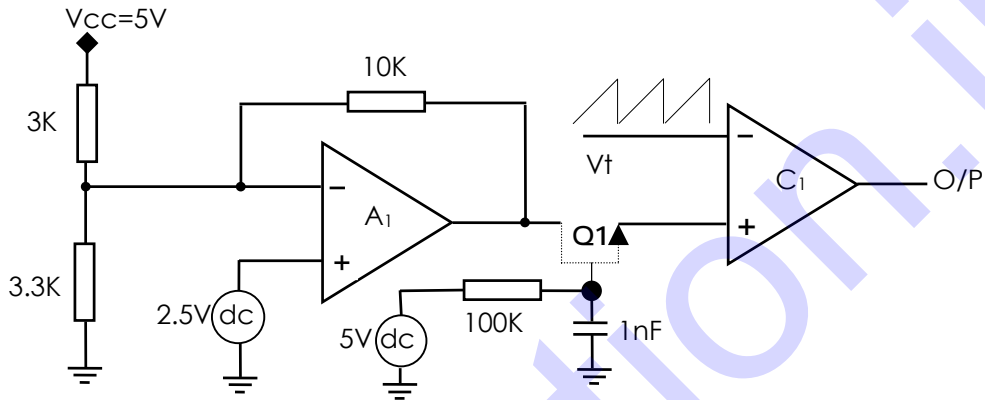 Vcc=5V
10K
3K
Vt
−
C1
O/P
−
A1
Q1
+
+
3.3K
2.5V dc
5V dc
100K
1nF